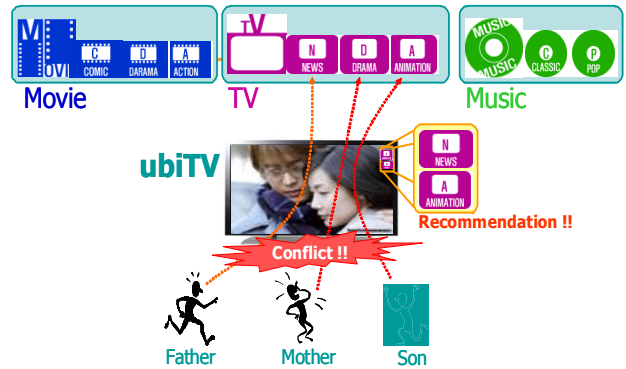 MOVI
OVI
C
COMIC
D
DARAMA
A
ACTION
TV
N
NEWS
D
DRAMA
A
ANIMATION
MUSIC
MUSIC
C
CLASSIC
P
POP
Movie
TV
Music
ubiTV
N
NEWS
A
ANIMATION
Recommendation !!
Conflict !!
Father
Mother
Son